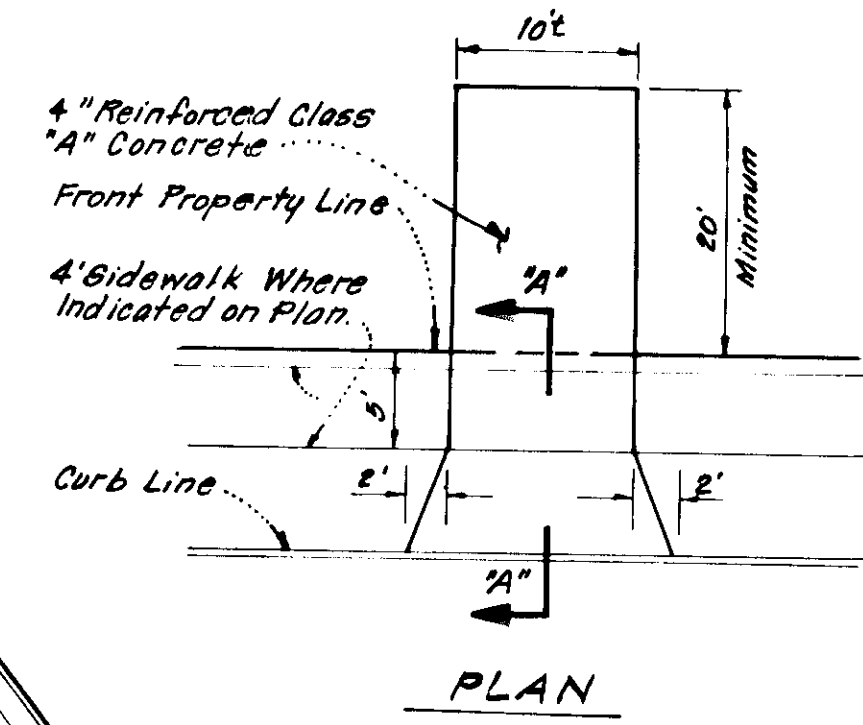 10't
4" Reinforced Class
"A" Concrete
Front Property Line
20'
Minimum
4' Sidewalk Where
Indicated on Plan.
"A"
5'
Curb Line
2'
2'
"A"
PLAN